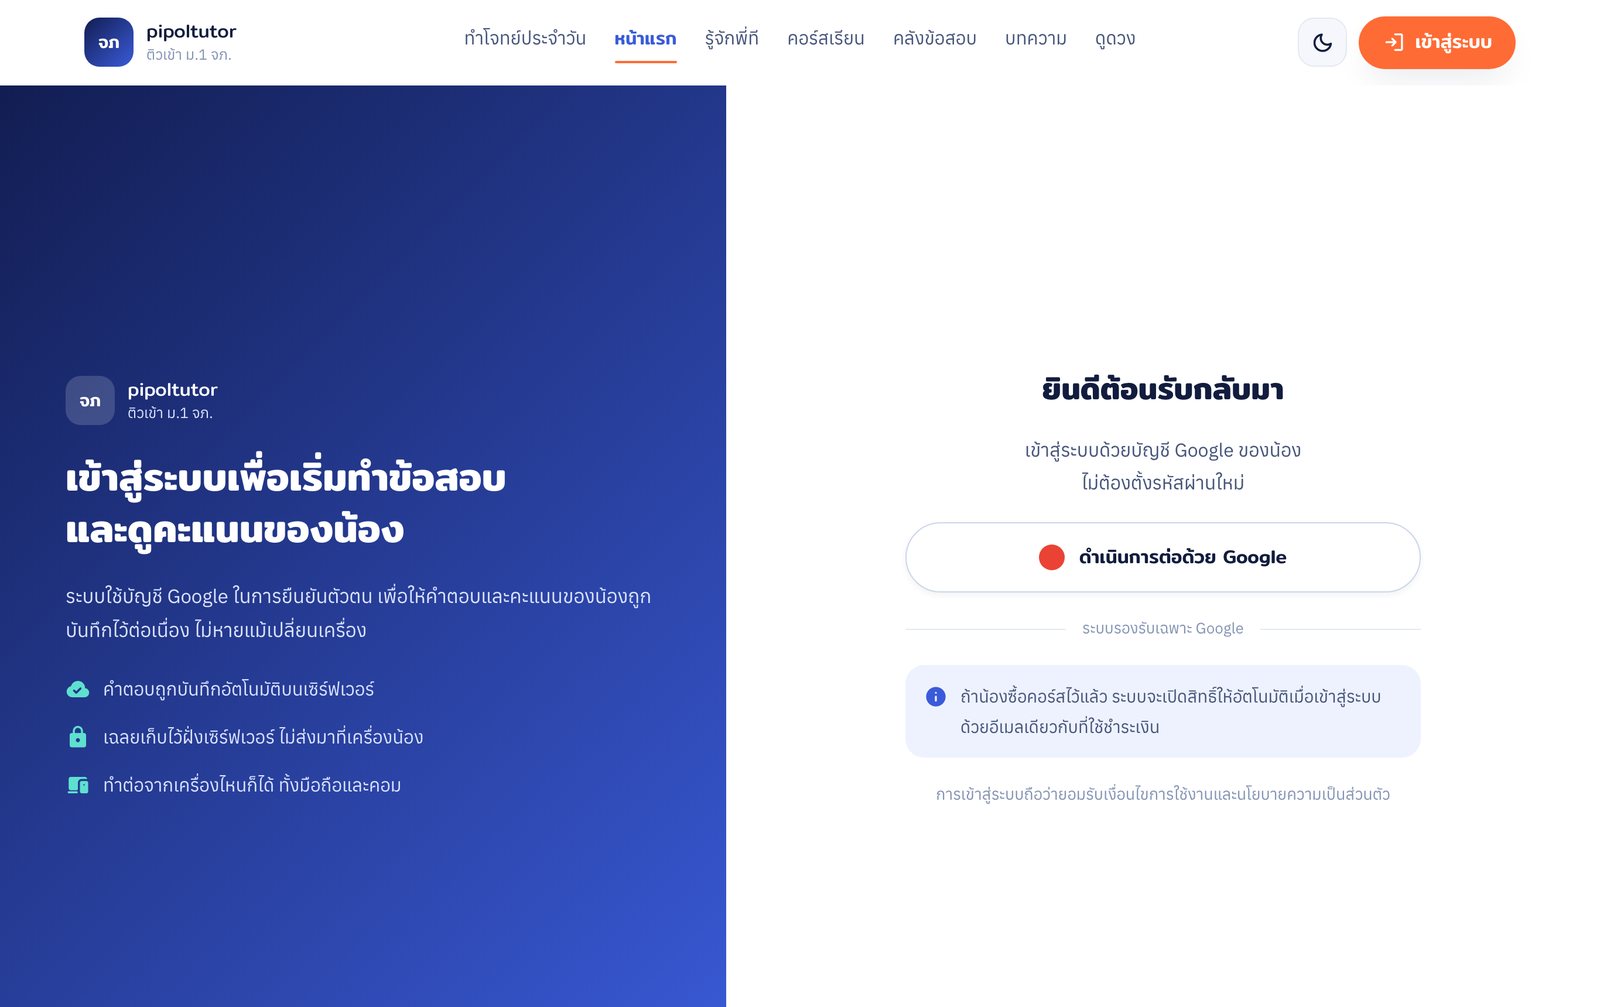 จภ
pipoltutor
ติวเข้า ม.1 จภ.
ทำโจทย์ประจำวัน
หน้าแรก
รู้จักพี่ที
คอร์สเรียน
คลังข้อสอบ
บทความ
ดูดวง
เข้าสู่ระบบ
จภ
pipoltutor
ติวเข้า ม.1 จภ.
เข้าสู่ระบบเพื่อเริ่มทำข้อสอบ
และดูคะแนนของน้อง
ระบบใช้บัญชี Google ในการยืนยันตัวตน เพื่อให้คำตอบและคะแนนของน้องถูก
บันทึกไว้ต่อเนื่อง ไม่หายแม้เปลี่ยนเครื่อง
คำตอบถูกบันทึกอัตโนมัติบนเซิร์ฟเวอร์
เฉลยเก็บไว้ฝั่งเซิร์ฟเวอร์ ไม่ส่งมาที่เครื่องน้อง
ทำต่อจากเครื่องไหนก็ได้ ทั้งมือถือและคอม
ยินดีต้อนรับกลับมา
เข้าสู่ระบบด้วยบัญชี Google ของน้อง
ไม่ต้องตั้งรหัสผ่านใหม่
ดำเนินการต่อด้วย Google
ระบบรองรับเฉพาะ Google
ถ้าน้องซื้อคอร์สไว้แล้ว ระบบจะเปิดสิทธิ์ให้อัตโนมัติเมื่อเข้าสู่ระบบ
ด้วยอีเมลเดียวกับที่ใช้ชำระเงิน
การเข้าสู่ระบบถือว่ายอมรับเงื่อนไขการใช้งานและนโยบายความเป็นส่วนตัว